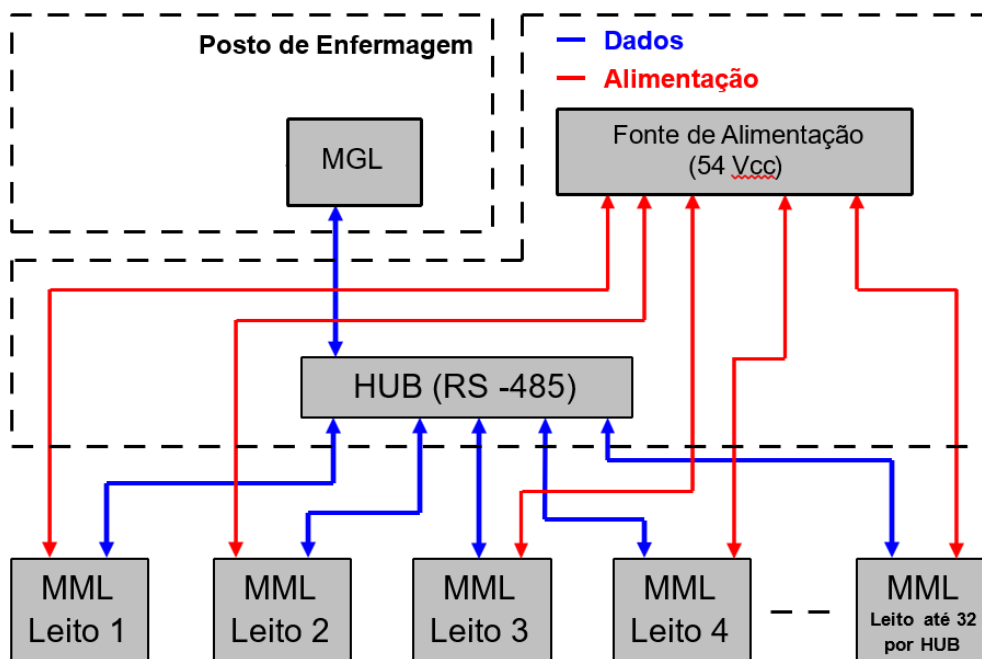 Posto de Enfermagem
Dados
Alimentação
MGL
Fonte de Alimentação
(54 Vcc)
HUB (RS -485)
MML
Leito 1
MML
Leito 2
MML
Leito 3
MML
Leito 4
MML
Leito até 32
por HUB